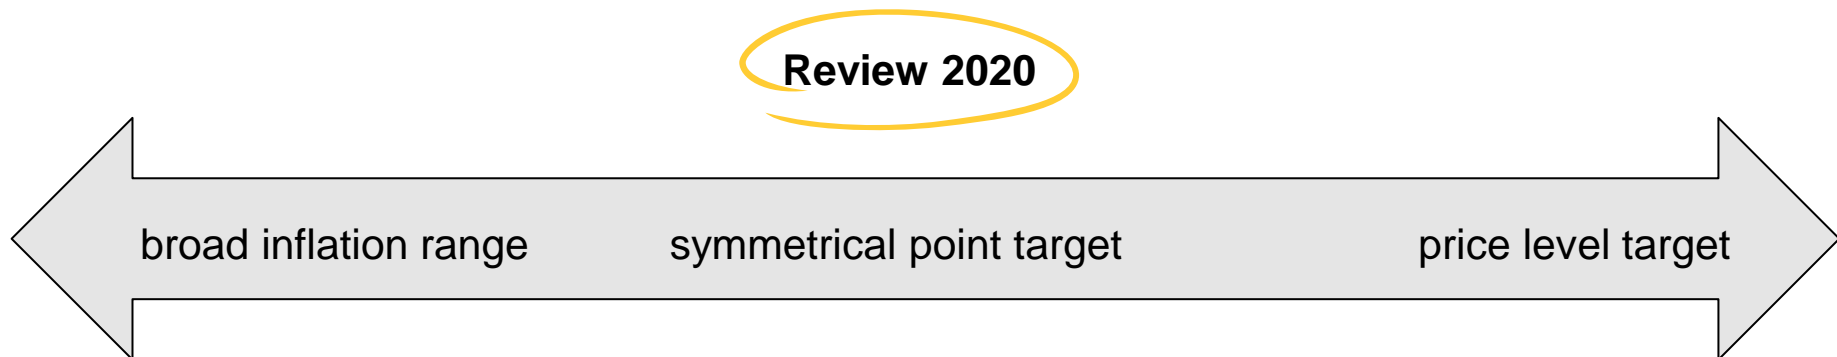 Review 2020
broad inflation range symmetrical point target price level target